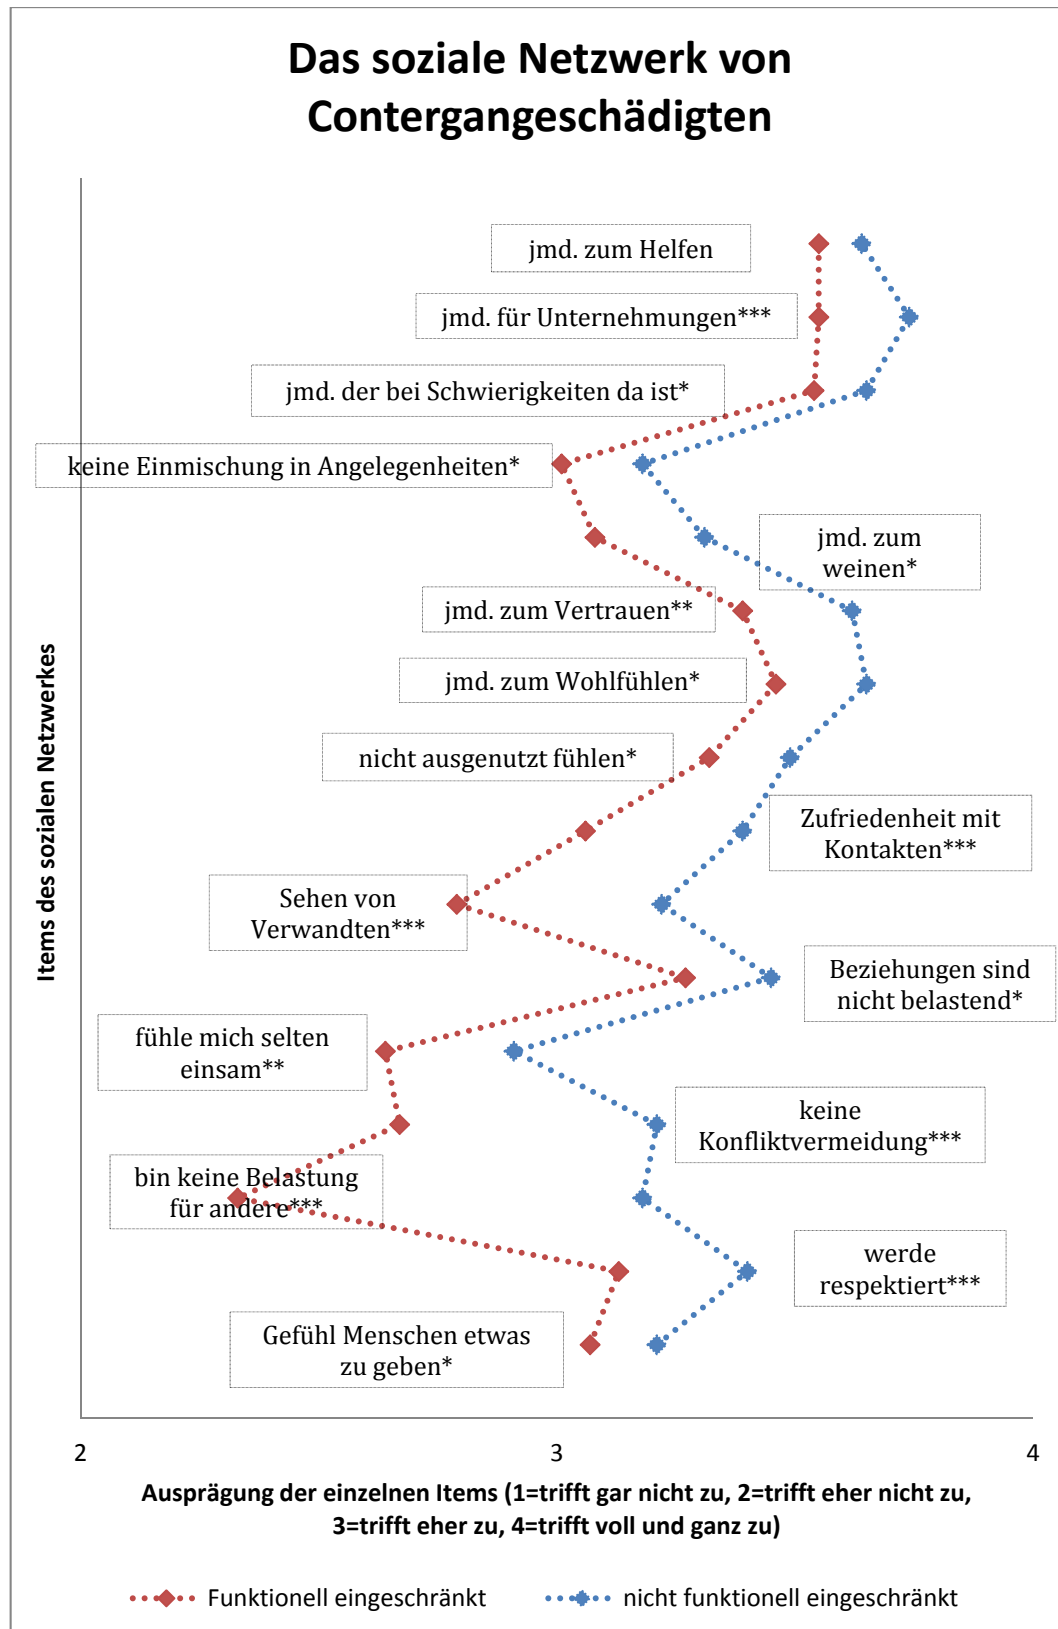 Das soziale Netzwerk von
Contergangeschädigten
jmd. zum Helfen
jmd. für Unternehmungen***
jmd. der bei Schwierigkeiten da ist*
keine Einmischung in Angelegenheiten*
jmd. zum
weinen*
jmd. zum Vertrauen**
jmd. zum Wohlfühlen*
nicht ausgenutzt fühlen*
Zufriedenheit mit
Kontakten***
Sehen von
Verwandten***
Beziehungen sind
nicht belastend*
fühle mich selten
einsam**
keine
Konfliktvermeidung***
bin keine Belastung
für andere***
werde
respektiert***
Gefühl Menschen etwas
zu geben*
Items des sozialen Netzwerkes
2 3 4
Ausprägung der einzelnen Items (1=trifft gar nicht zu, 2=trifft eher nicht zu,
3=trifft eher zu, 4=trifft voll und ganz zu)
Funktionell eingeschränkt nicht funktionell eingeschränkt